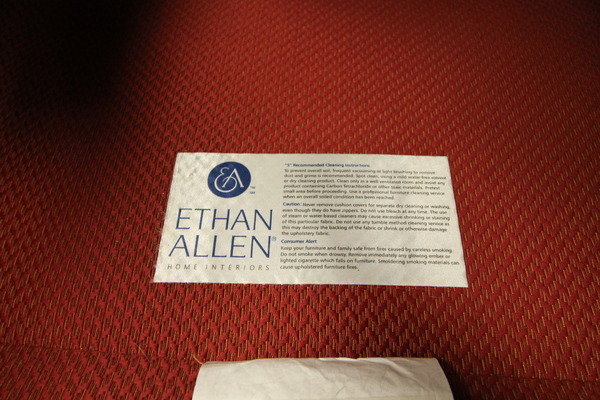 EA
TM
SM
ETHAN
ALLEN®
HOME INTERIORS
"S" Recommended Cleaning Instructions
To prevent overall soil, frequent vacuuming or light brushing to remove
dust and grime is recommended. Spot clean, using a mild water-free solvent
or dry cleaning product. Clean only in a well ventilated room and avoid any
product containing Carbon Tetrachloride or other toxic materials. Pretest
small area before proceeding. Use a professional furniture cleaning service
when an overall soiled condition has been reached.
Caution: Never remove cushion covers for separate dry cleaning or washing,
even though they do have zippers. Do not use bleach at any time. The use
of steam or water-based cleaners may cause excessive shrinking or staining
of this particular fabric. Do not use any tumble method cleaning service as
this may destroy the backing of the fabric or shrink or otherwise damage
the upholstery fabric.
Consumer Alert
Keep your furniture and family safe from fires caused by careless smoking.
Do not smoke when drowsy. Remove immediately any glowing ember or
lighted cigarette which falls on furniture. Smoldering smoking materials can
cause upholstered furniture fires.